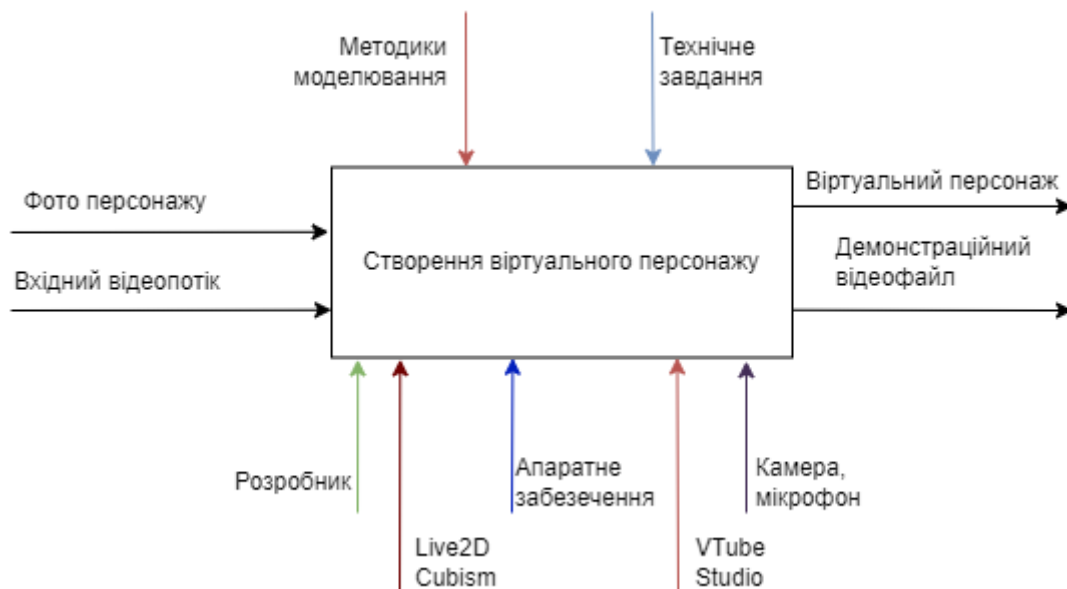 Методики
моделювання
Технічне
завдання
Фото персонажу
Вхідний відеопотік
Створення віртуального персонажу
Віртуальний персонаж
Демонстраційний
відеофайл
Розробник
Live2D
Cubism
Апаратне
забезечення
VTube
Studio
Камера,
мікрофон